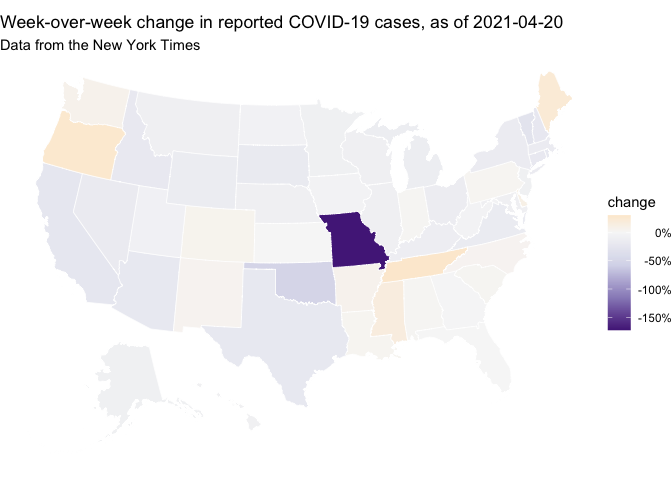 Week-over-week change in reported COVID-19 cases, as of 2021-04-20
Data from the New York Times
change
0%
-50%
-100%
-150%